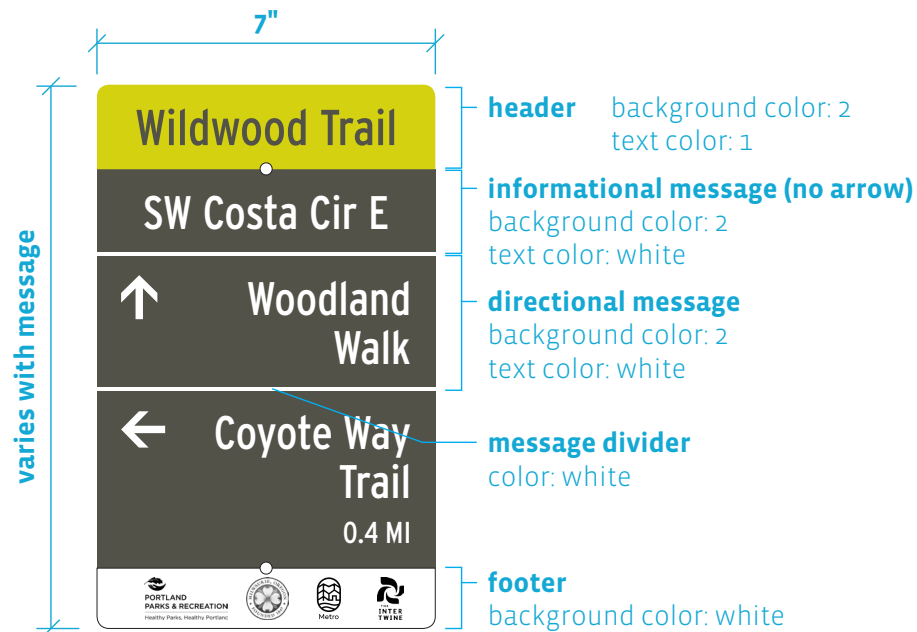 7"
varies with message
Wildwood Trail
SW Costa Cir E
Woodland
Walk
Coyote Way
Trail
0.4 MI
PORTLAND
PARKS & RECREATION
Healthy Parks, Healthy Portland
Metro
THE
INTER
TWINE
header
background color: 2
text color: 1
informational message (no arrow)
background color: 2
text color: white
directional message
background color: 2
text color: white
message divider
color: white
footer
background color: white